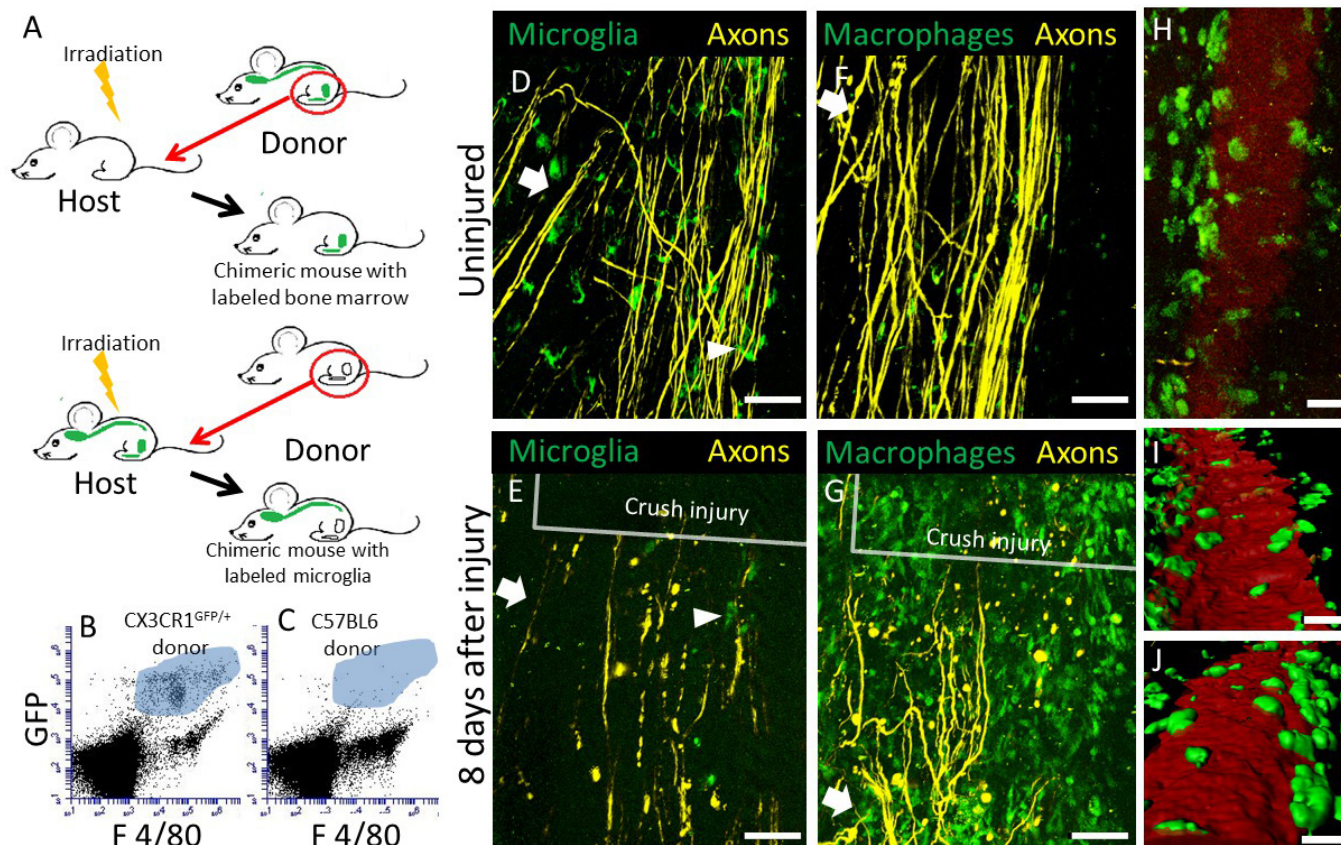 A
Irradiation
Donor
Host
Chimeric mouse with
labeled bone marrow
Irradiation
Donor
Host
Chimeric mouse with
labeled microglia
B
CX3CR1GFP/+
donor
C
C57BL6
donor
GFP
F 4/80
F 4/80
Uninjured
Microglia Axons
D
Macrophages Axons
F
8 days after injury
Microglia Axons
E
Crush injury
Macrophages Axons
G
Crush injury
H
I
J